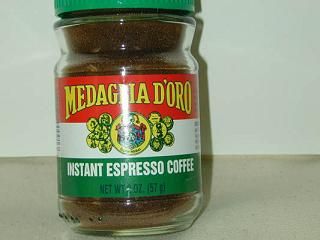 MEDAGLIA D'ORO
INSTANT ESPRESSO COFFEE
NET WT. OZ. (57 g)